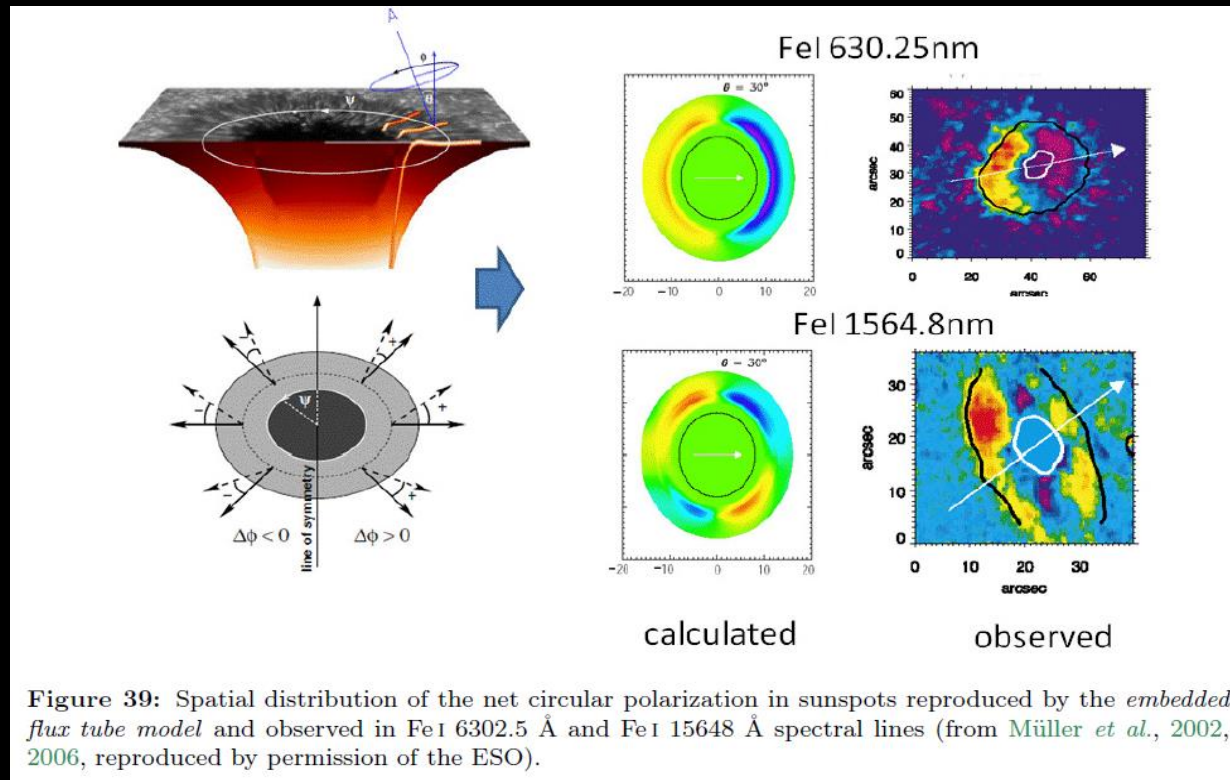 FeI 630.25nm
A
ϕ
θ
ψ
θ = 30°
-20
-10
0
10
20
60
50
40
30
20
10
0
arcsec
0
20
40
60
arcsec
FeI 1564.8nm
θ - 30°
-20
-10
0
10
20
30
20
10
0
arcsec
0
10
20
30
arcsec
ψ
- +
- +
- +
Δϕ < 0
Δϕ > 0
line of symmetry
calculated
observed
Figure 39: Spatial distribution of the net circular polarization in sunspots reproduced by the embedded
flux tube model and observed in Fe I 6302.5 Å and Fe I 15648 Å spectral lines (from Müller et al., 2002,
2006, reproduced by permission of the ESO).